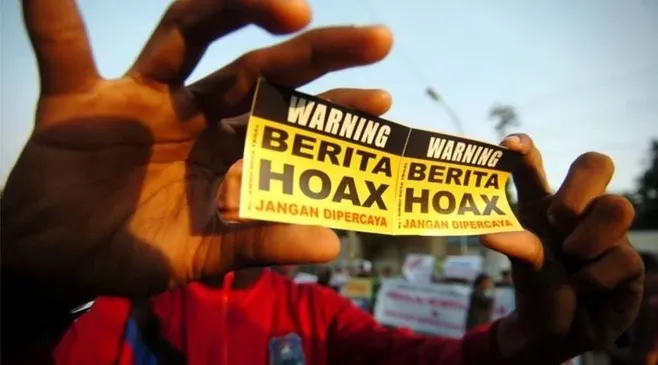 WARNING
BERITA
HOAX
JANGAN DIPERCAYA
WARNING
BERITA
HOAX
JANGAN DIPERCAYA